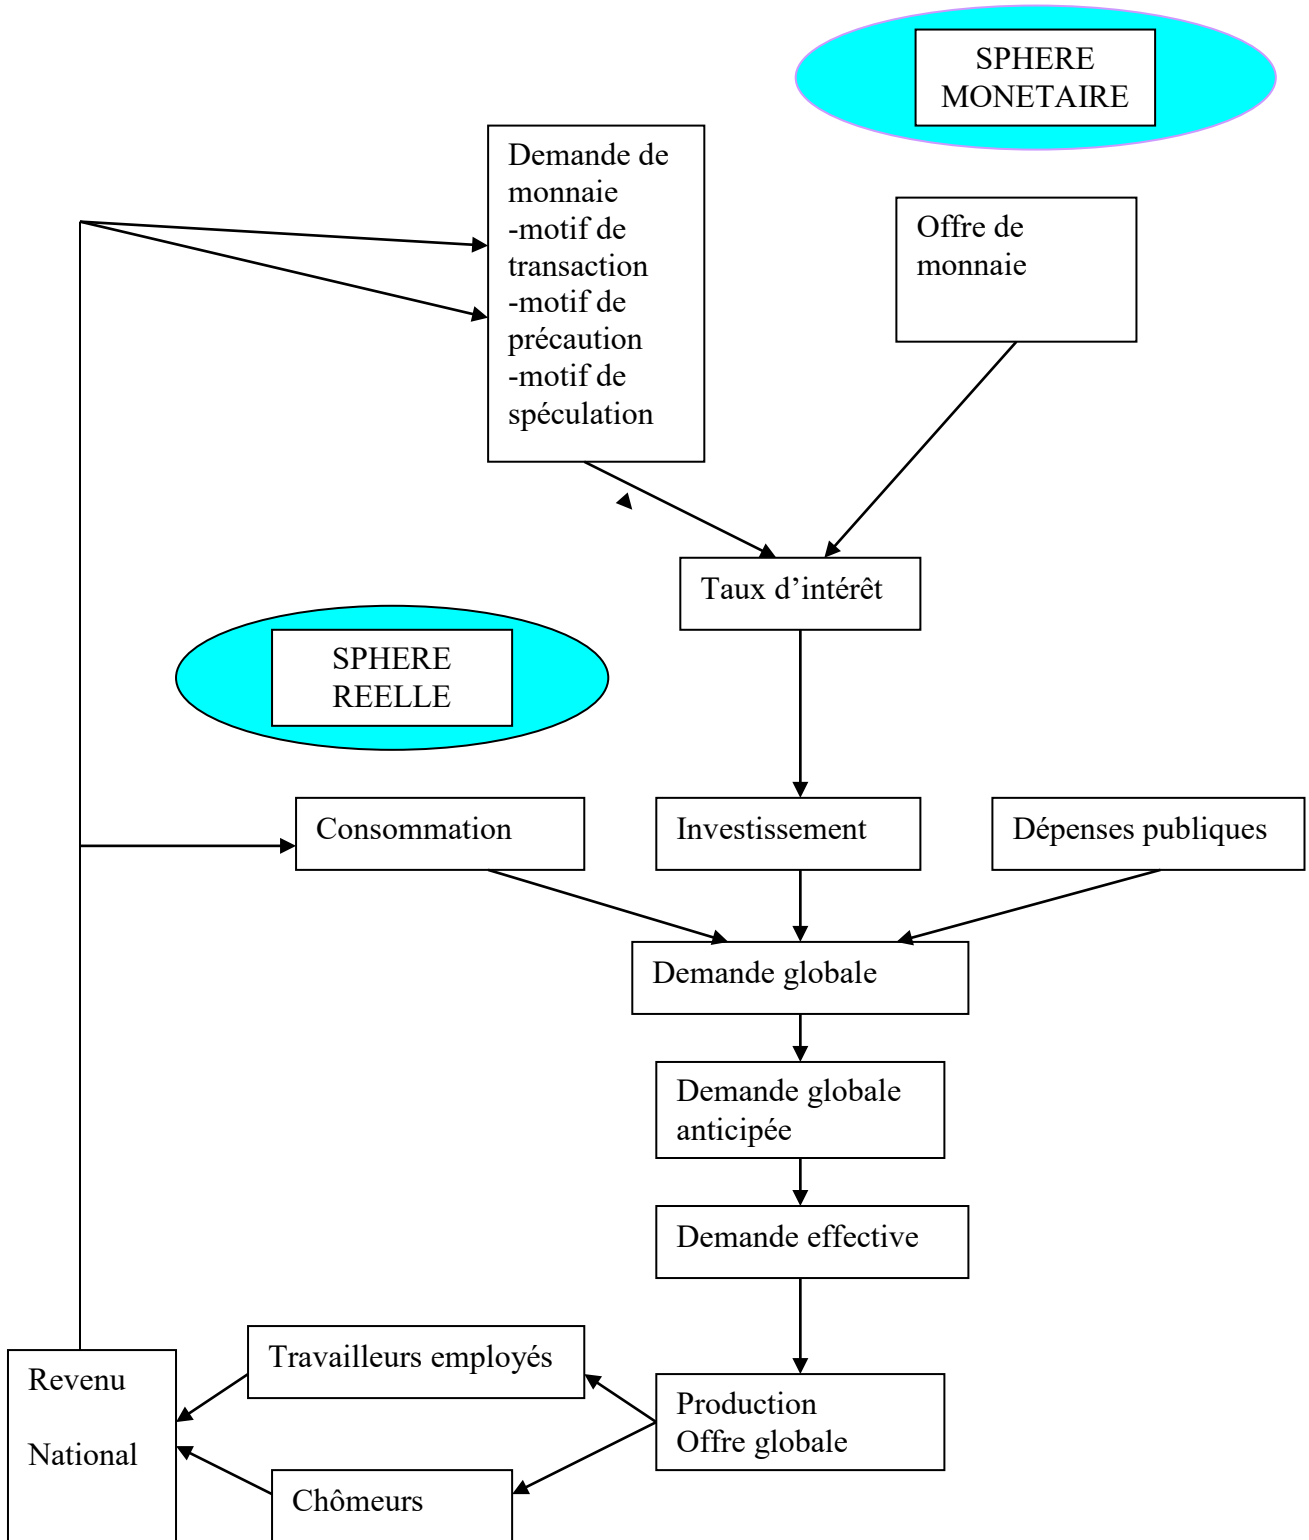 SPHERE
MONETAIRE
Demande de
monnaie
-motif de
transaction
-motif de
précaution
-motif de
spéculation
Offre de
monnaie
Taux d’intérêt
SPHERE
REELLE
Consommation
Investissement
Dépenses publiques
Demande globale
Demande globale
anticipée
Demande effective
Travailleurs employés
Revenu
National
Production
Offre globale
Chômeurs